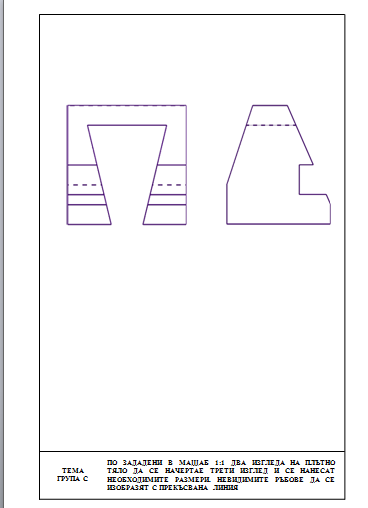 ТЕМА
ГРУПА С
ПО ЗАДАДЕНИ В МАЩАБ 1:1 ДВА ИЗГЛЕДА НА ПЛЪТНО
ТЯЛО ДА СЕ НАЧЕРТАЕ ТРЕТИ ИЗГЛЕД И СЕ НАНЕСАТ
НЕОБХОДИМИТЕ РАЗМЕРИ. НЕВИДИМИТЕ РЪБОВЕ ДА СЕ
ИЗОБРАЗЯТ С ПРЕКЪСВАНА ЛИНИЯ